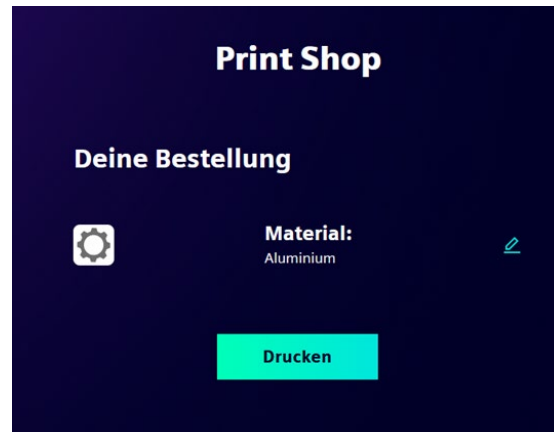 Print Shop
Deine Bestellung
Material:
Aluminium
Drucken